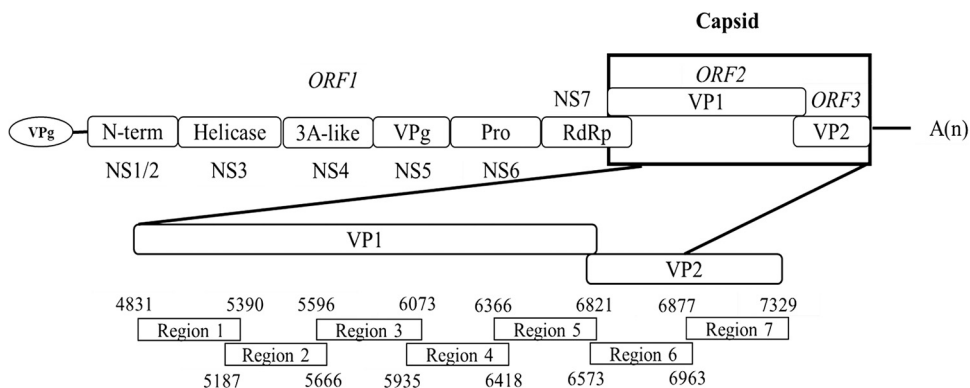 Capsid
ORF1
ORF2
NS7
VP1
ORF3
VPg
N-term
Helicase
3A-like
VPg
Pro
RdRp
VP2
A(n)
NS1/2
NS3
NS4
NS5
NS6
VP1
VP2
4831
5390
5596
6073
6366
6821
6877
7329
Region 1
Region 3
Region 5
Region 7
Region 2
Region 4
Region 6
5187
5666
5935
6418
6573
6963